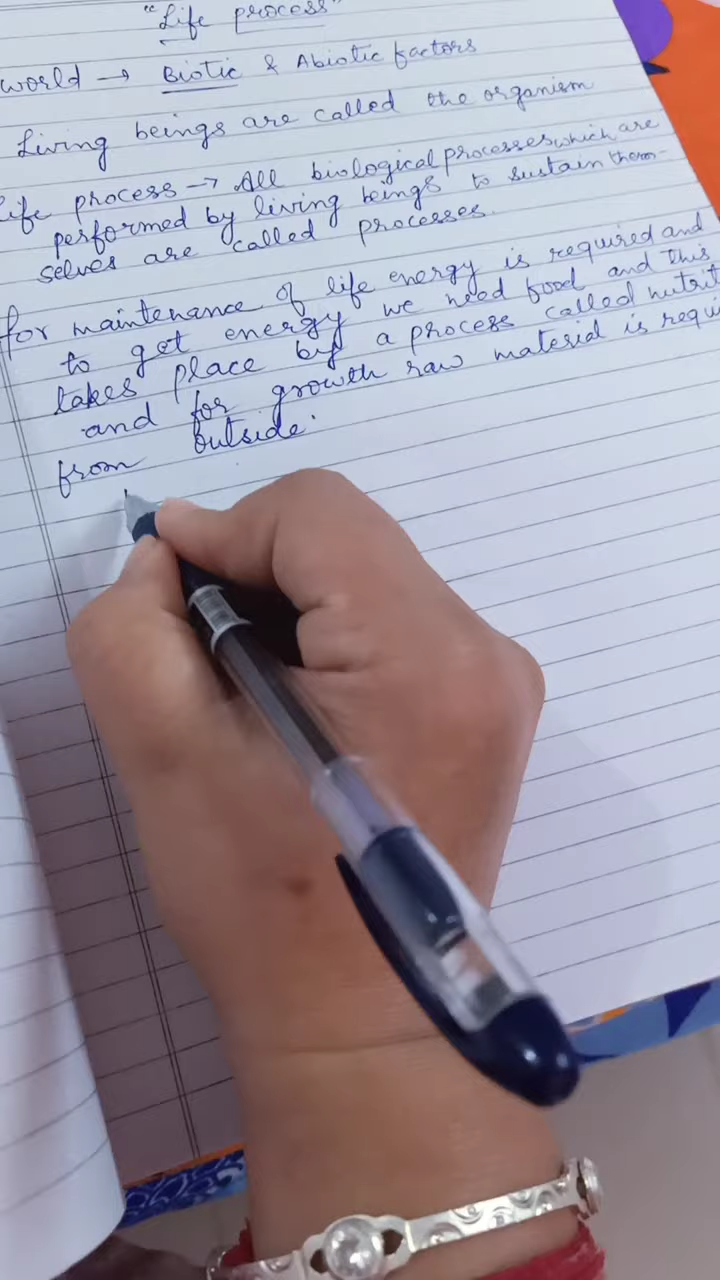 "Life process"
world → Biotic & Abiotic factors
Living beings are called the organism
Life process → All biological processes which are
performed by living beings to sustain them-
selves are called processes.
for maintenance of life energy is required and
to get energy we need food and this
takes place by a process called nutrit
and for growth raw material is requi
from outside.